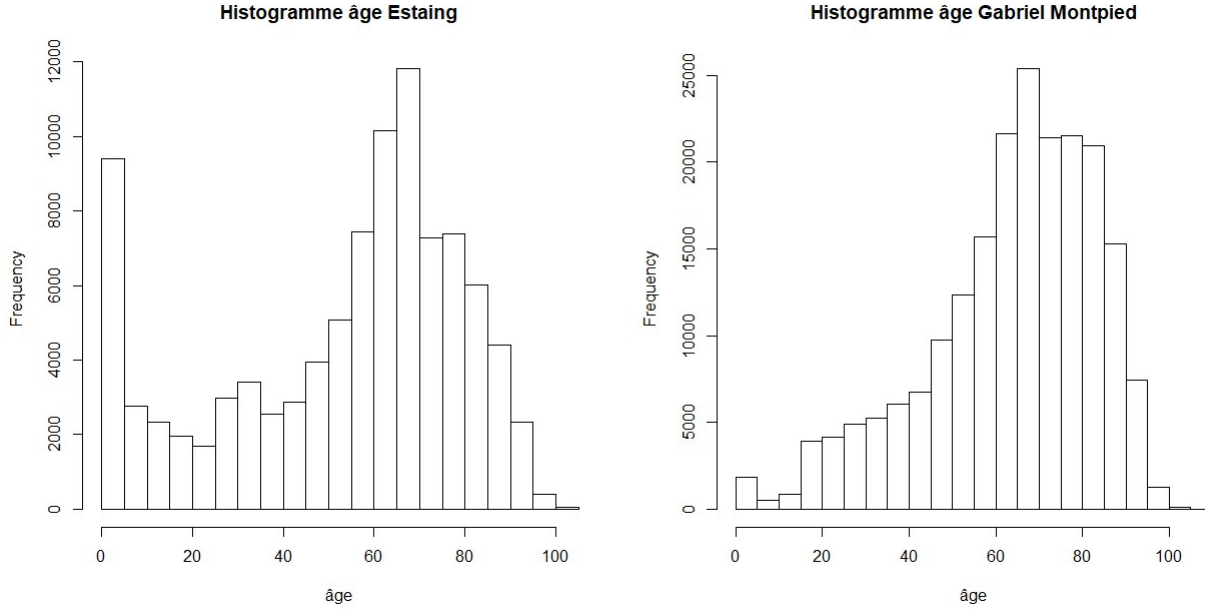 Histogramme âge Estaing
Frequency
12000
10000
8000
6000
4000
2000
0
0 20 40 60 80 100
âge
Histogramme âge Gabriel Montpied
Frequency
25000
20000
15000
10000
5000
0
0 20 40 60 80 100
âge